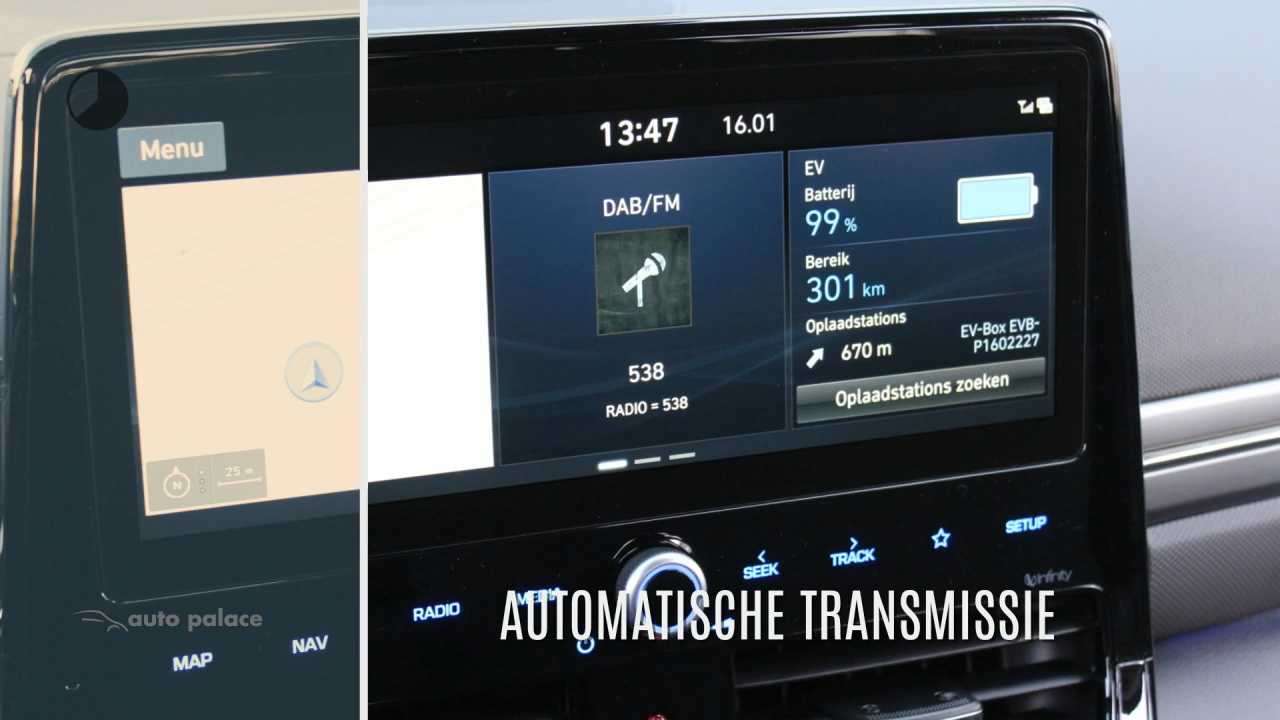 13:47 16.01
Menu
DAB/FM
538
RADIO = 538
EV
Batterij
99 %
Bereik
301 km
Oplaadstations
670 m
EV-Box EVB-
P1602227
Oplaadstations zoeken
N
25 m
RADIO
MEDIA
SEEK
TRACK
SETUP
infinity
AUTOMATISCHE TRANSMISSIE
auto palace
MAP
NAV